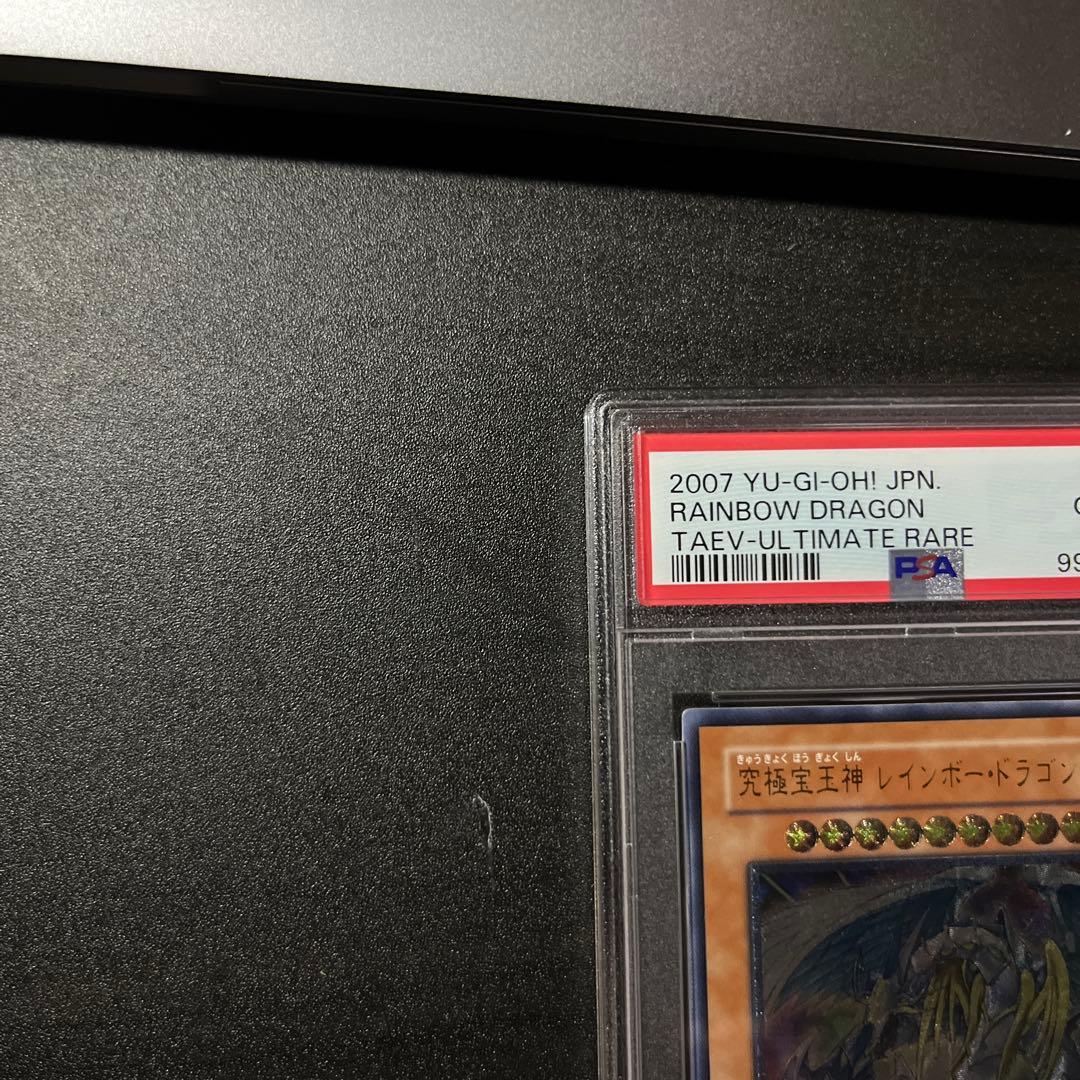 2007 YU-GI-OH! JPN.
RAINBOW DRAGON
TAEV-ULTIMATE RARE
PSA
きゅうきょく ほう ぎょく しん
究極宝玉神 レインボー・ドラゴン